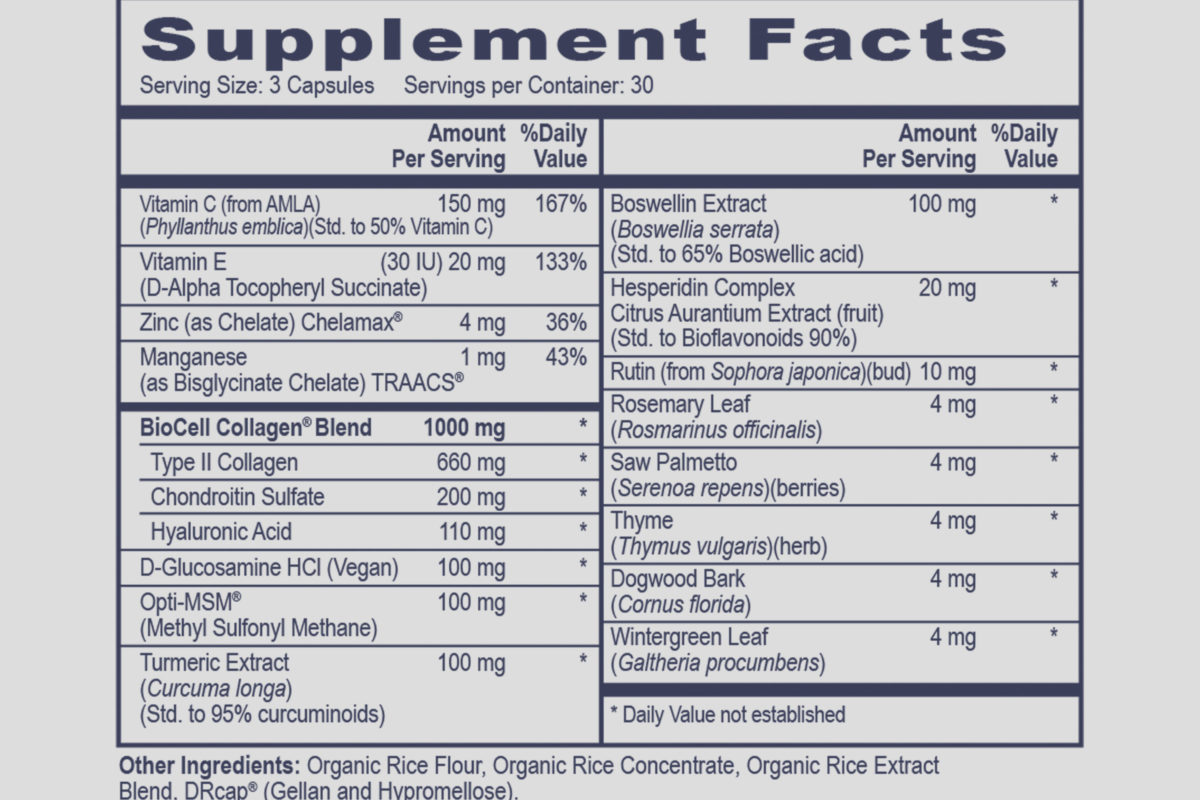 Supplement Facts
Serving Size: 3 Capsules Servings per Container: 30
Amount %Daily
Per Serving Value
Vitamin C (from AMLA) 150 mg 167%
(Phyllanthus emblica)(Std. to 50% Vitamin C)
Vitamin E (30 IU) 20 mg 133%
(D-Alpha Tocopheryl Succinate)
Zinc (as Chelate) Chelamax® 4 mg 36%
Manganese 1 mg 43%
(as Bisglycinate Chelate) TRAACS®
BioCell Collagen® Blend 1000 mg *
Type II Collagen 660 mg *
Chondroitin Sulfate 200 mg *
Hyaluronic Acid 110 mg *
D-Glucosamine HCl (Vegan) 100 mg *
Opti-MSM® 100 mg *
(Methyl Sulfonyl Methane)
Turmeric Extract 100 mg *
(Curcuma longa)
(Std. to 95% curcuminoids)
Amount %Daily
Per Serving Value
Boswellin Extract 100 mg *
(Boswellia serrata)
(Std. to 65% Boswellic acid)
Hesperidin Complex 20 mg *
Citrus Aurantium Extract (fruit)
(Std. to Bioflavonoids 90%)
Rutin (from Sophora japonica)(bud) 10 mg *
Rosemary Leaf 4 mg *
(Rosmarinus officinalis)
Saw Palmetto 4 mg *
(Serenoa repens)(berries)
Thyme 4 mg *
(Thymus vulgaris)(herb)
Dogwood Bark 4 mg *
(Cornus florida)
Wintergreen Leaf 4 mg *
(Galtheria procumbens)
* Daily Value not established
Other Ingredients: Organic Rice Flour, Organic Rice Concentrate, Organic Rice Extract
Blend, DRcap® (Gellan and Hypromellose).